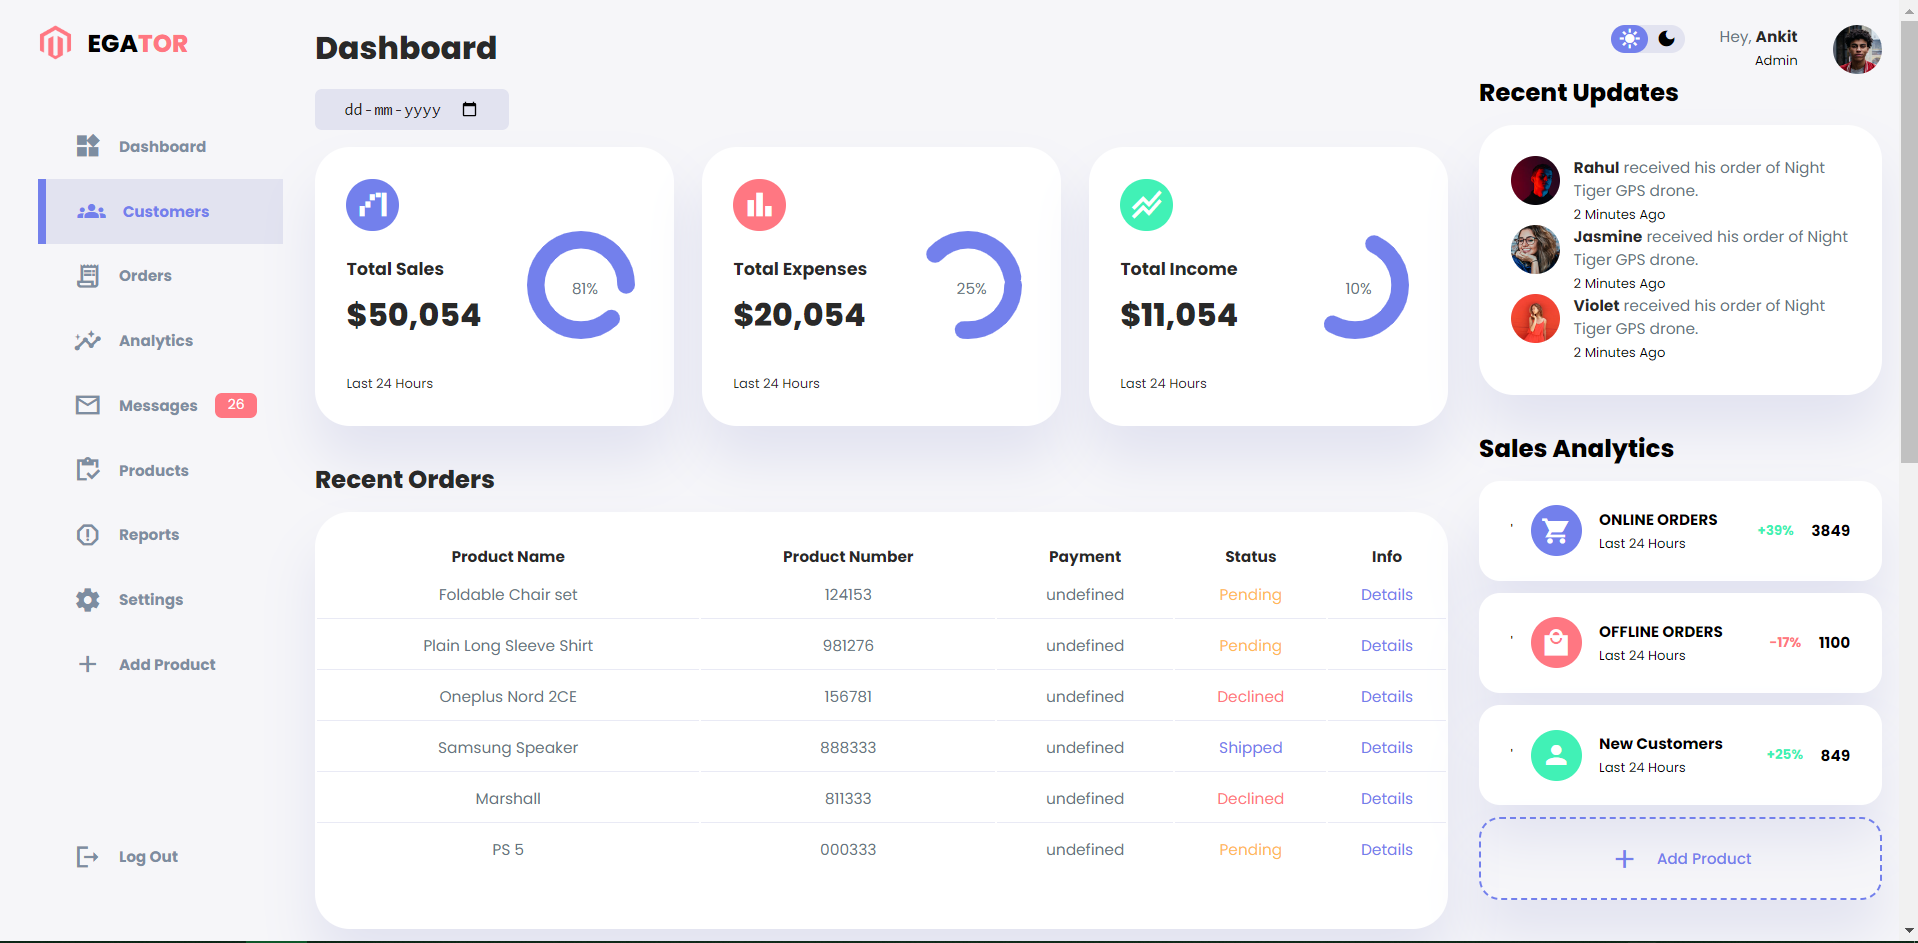 EGATOR
Dashboard
Customers
Orders
Analytics
Messages 26
Products
Reports
Settings
Add Product
Log Out
Dashboard
dd-mm-yyyy
Total Sales
$50,054
81%
Last 24 Hours
Total Expenses
$20,054
25%
Last 24 Hours
Total Income
$11,054
10%
Last 24 Hours
Recent Orders
Product Name Product Number Payment Status Info
Foldable Chair set 124153 undefined Pending Details
Plain Long Sleeve Shirt 981276 undefined Pending Details
Oneplus Nord 2CE 156781 undefined Declined Details
Samsung Speaker 888333 undefined Shipped Details
Marshall 811333 undefined Declined Details
PS 5 000333 undefined Pending Details
Hey, Ankit
Admin
Recent Updates
Rahul received his order of Night
Tiger GPS drone.
2 Minutes Ago
Jasmine received his order of Night
Tiger GPS drone.
2 Minutes Ago
Violet received his order of Night
Tiger GPS drone.
2 Minutes Ago
Sales Analytics
ONLINE ORDERS
Last 24 Hours
+39% 3849
OFFLINE ORDERS
Last 24 Hours
-17% 1100
New Customers
Last 24 Hours
+25% 849
Add Product